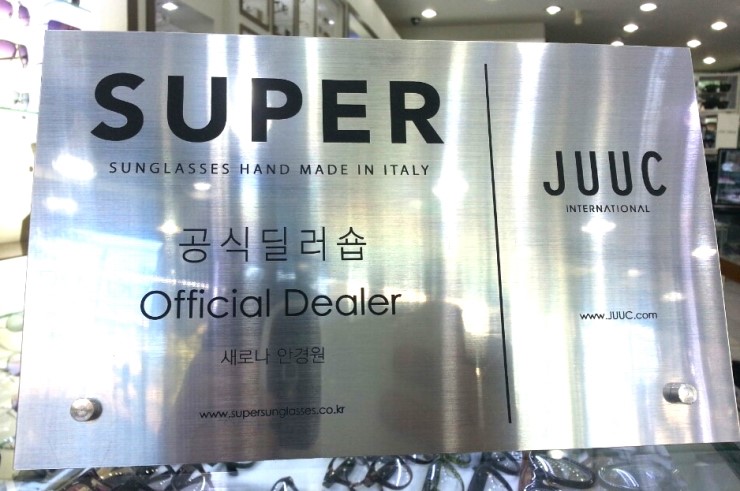 SUPER
SUNGLASSES HAND MADE IN ITALY
공식딜러숍
Official Dealer
새로나 안경원
www.supersunglasses.co.kr
JUUC
INTERNATIONAL
www.JUUC.com